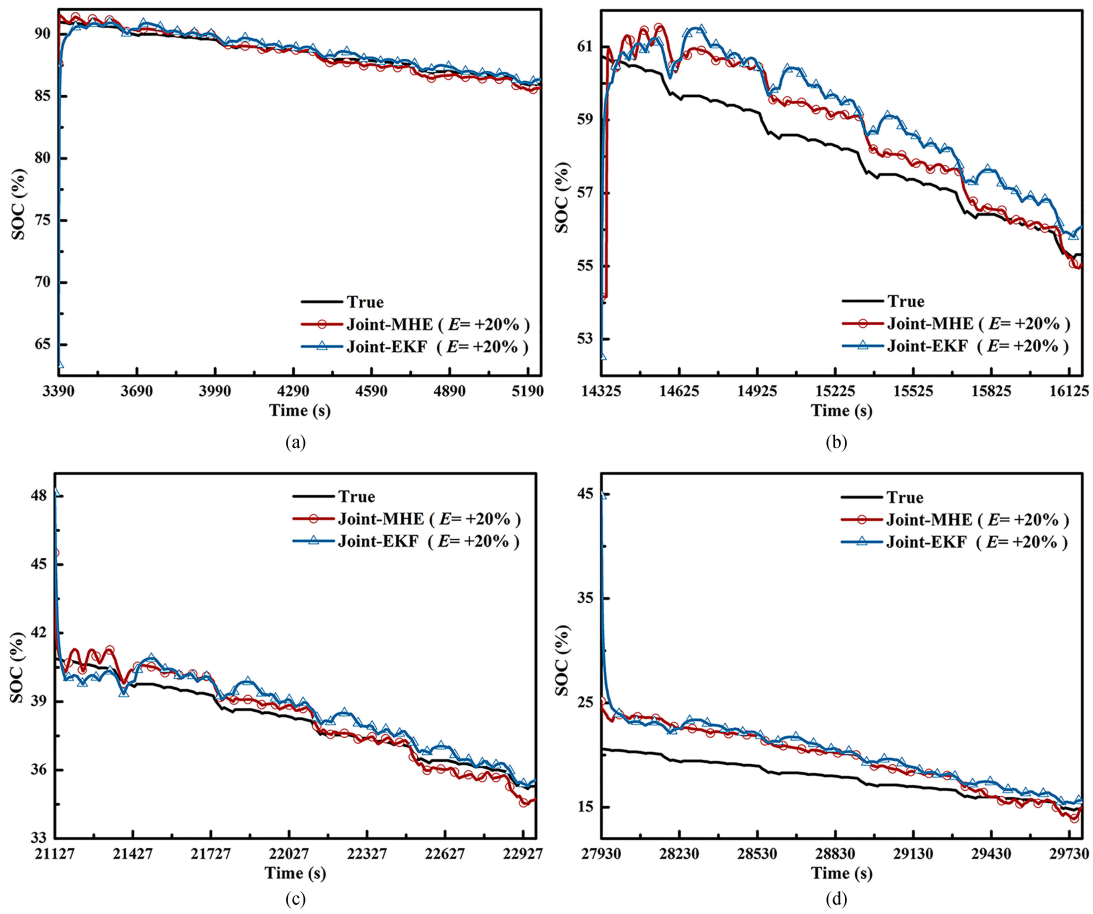 90
85
80
75
70
65
SOC (%)
True
Joint-MHE ( E= +20% )
Joint-EKF ( E= +20% )
3390 3690 3990 4290 4590 4890 5190
Time (s)
(a)
61
59
57
55
53
SOC (%)
True
Joint-MHE ( E= +20% )
Joint-EKF ( E= +20% )
14325 14625 14925 15225 15525 15825 16125
Time (s)
(b)
48
45
42
39
36
33
SOC (%)
True
Joint-MHE ( E= +20% )
Joint-EKF ( E= +20% )
21127 21427 21727 22027 22327 22627 22927
Time (s)
(c)
45
35
25
15
SOC (%)
True
Joint-MHE ( E= +20% )
Joint-EKF ( E= +20% )
27930 28230 28530 28830 29130 29430 29730
Time (s)
(d)